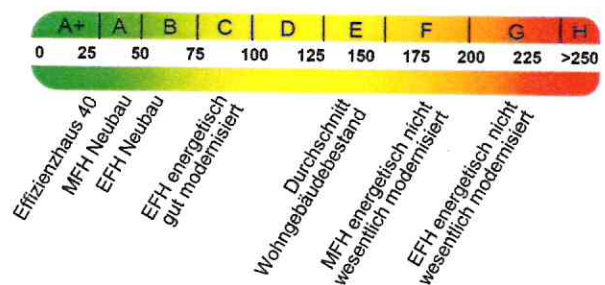 A+ A B C D E F G H
0 25 50 75 100 125 150 175 200 225 >250
Effizienzhaus 40
MFH Neubau
EFH Neubau
EFH energetisch
gut modernisiert
Durchschnitt
Wohngebäudebestand
MFH energetisch nicht
wesentlich modernisiert
EFH energetisch nicht
wesentlich modernisiert